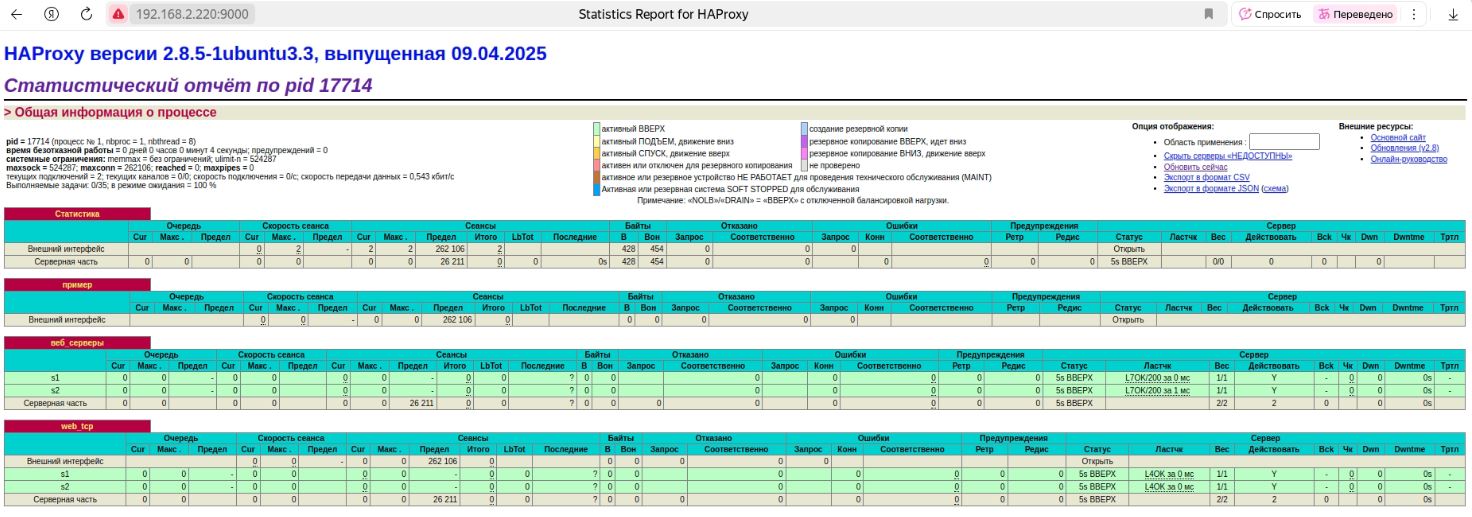 192.168.2.220:9000
Statistics Report for HAProxy
Спросить
Переведено
HAProxy версии 2.8.5-1ubuntu3.3, выпущенная 09.04.2025
Статистический отчёт по pid 17714
> Общая информация о процессе
pid = 17714 (процесс № 1, nbproc = 1, nbthread = 8)
время безотказной работы = 0 дней 0 часов 0 минут 4 секунды; предупреждений = 0
системные ограничения: memmax = без ограничений; ulimit-n = 524287
maxsock = 524287; maxconn = 262106; reached = 0; maxpipes = 0
текущих подключений = 2; текущих каналов = 0/0; скорость подключения = 0/с; скорость передачи данных = 0,543 кбит/с
Выполняемые задачи: 0/35; в режиме ожидания = 100 %
активный ВВЕРХ
создание резервной копии
активный ПОДЪЕМ, движение вниз
резервное копирование ВВЕРХ, идет вниз
активный СПУСК, движение вверх
резервное копирование ВНИЗ, движение вверх
активен или отключен для резервного копирования
не проверено
активное или резервное устройство НЕ РАБОТАЕТ для проведения технического обслуживания (MAINT)
Активная или резервная система SOFT STOPPED для обслуживания
Примечание: «NOLB»/«DRAIN» = «ВВЕРХ» с отключенной балансировкой нагрузки.
Опция отображения:
Область применения :
Скрыть серверы «НЕДОСТУПНЫ»
Обновить сейчас
Экспорт в формат CSV
Экспорт в формате JSON (схема)
Внешние ресурсы:
Основной сайт
Обновления (v2.8)
Онлайн-руководство
Статистика
Очередь Скорость сеанса Сеансы Байты Отказано Ошибки Предупреждения Сервер
Cur Макс . Предел Cur Макс . Предел Cur Макс . Предел Итого LbTot Последние В Вон Запрос Соответственно Запрос Конн Соответственно Ретр Редис Статус Ластчк Вес Действовать Bck Чк Dwn Dwntme Тртл
Внешний интерфейс 0 2 - 2 2 262 106 2 428 454 0 0 0 Открыть
Серверная часть 0 0 0 0 0 0 26 211 0 0 0s 428 454 0 0 0 0 0 0 5s ВВЕРХ 0/0 0 0 0
пример
Очередь Скорость сеанса Сеансы Байты Отказано Ошибки Предупреждения Сервер
Cur Макс . Предел Cur Макс . Предел Cur Макс . Предел Итого LbTot Последние В Вон Запрос Соответственно Запрос Конн Соответственно Ретр Редис Статус Ластчк Вес Действовать Bck Чк Dwn Dwntme Тртл
Внешний интерфейс 0 0 - 0 0 262 106 0 0 0 0 0 0 Открыть
веб_серверы
Очередь Скорость сеанса Сеансы Байты Отказано Ошибки Предупреждения Сервер
Cur Макс . Предел Cur Макс . Предел Cur Макс . Предел Итого LbTot Последние В Вон Запрос Соответственно Запрос Конн Соответственно Ретр Редис Статус Ластчк Вес Действовать Bck Чк Dwn Dwntme Тртл
s1 0 0 - 0 0 0 0 - 0 0 ? 0 0 0 0 0 0 0 5s ВВЕРХ L7OK/200 за 0 мс 1/1 Y - 0 0 0s -
s2 0 0 - 0 0 0 0 - 0 0 ? 0 0 0 0 0 0 0 5s ВВЕРХ L7OK/200 за 1 мс 1/1 Y - 0 0 0s -
Серверная часть 0 0 0 0 0 0 26 211 0 0 ? 0 0 0 0 0 0 0 0 5s ВВЕРХ 2/2 2 0 0 0s
web_tcp
Очередь Скорость сеанса Сеансы Байты Отказано Ошибки Предупреждения Сервер
Cur Макс . Предел Cur Макс . Предел Cur Макс . Предел Итого LbTot Последние В Вон Запрос Соответственно Запрос Конн Соответственно Ретр Редис Статус Ластчк Вес Действовать Bck Чк Dwn Dwntme Тртл
Внешний интерфейс 0 0 - 0 0 262 106 0 0 0 0 0 0 Открыть
s1 0 0 - 0 0 0 0 - 0 0 ? 0 0 0 0 0 0 0 5s ВВЕРХ L4OK за 0 мс 1/1 Y - 0 0 0s -
s2 0 0 - 0 0 0 0 - 0 0 ? 0 0 0 0 0 0 0 5s ВВЕРХ L4OK за 0 мс 1/1 Y - 0 0 0s -
Серверная часть 0 0 0 0 0 0 26 211 0 0 ? 0 0 0 0 0 0 0 0 5s ВВЕРХ 2/2 2 0 0 0s